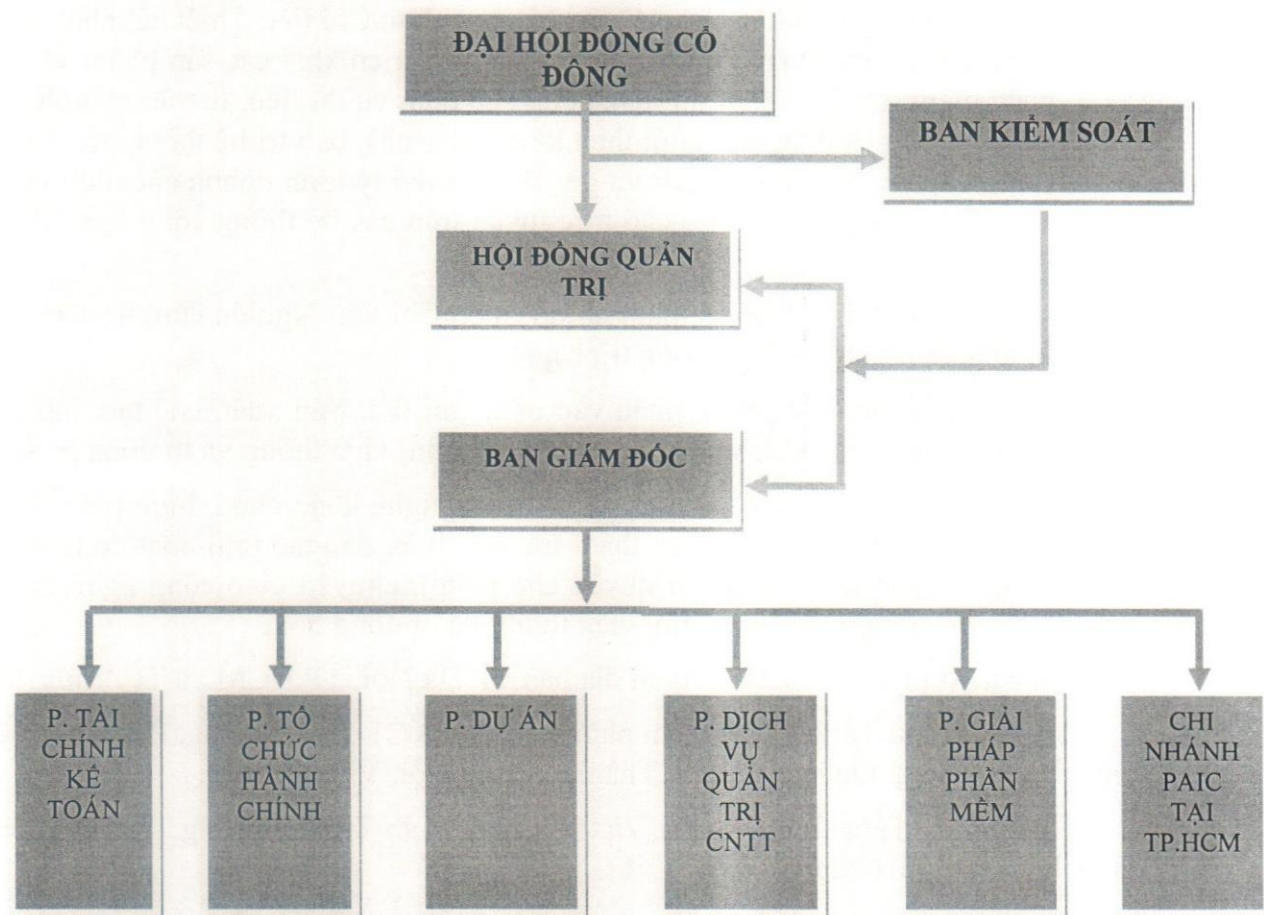 ĐẠI HỘI ĐỒNG CỔ
ĐÔNG
BAN KIỂM SOÁT
HỘI ĐỒNG QUẢN
TRỊ
BAN GIÁM ĐỐC
P. TÀI
CHÍNH
KẾ
TOÁN
P. TỔ
CHỨC
HÀNH
CHÍNH
P. DỰ ÁN
P. DỊCH
VỤ
QUẢN
TRỊ
CNTT
P. GIẢI
PHÁP
PHẦN
MỀM
CHI
NHÁNH
PAIC
TẠI
TP.HCM